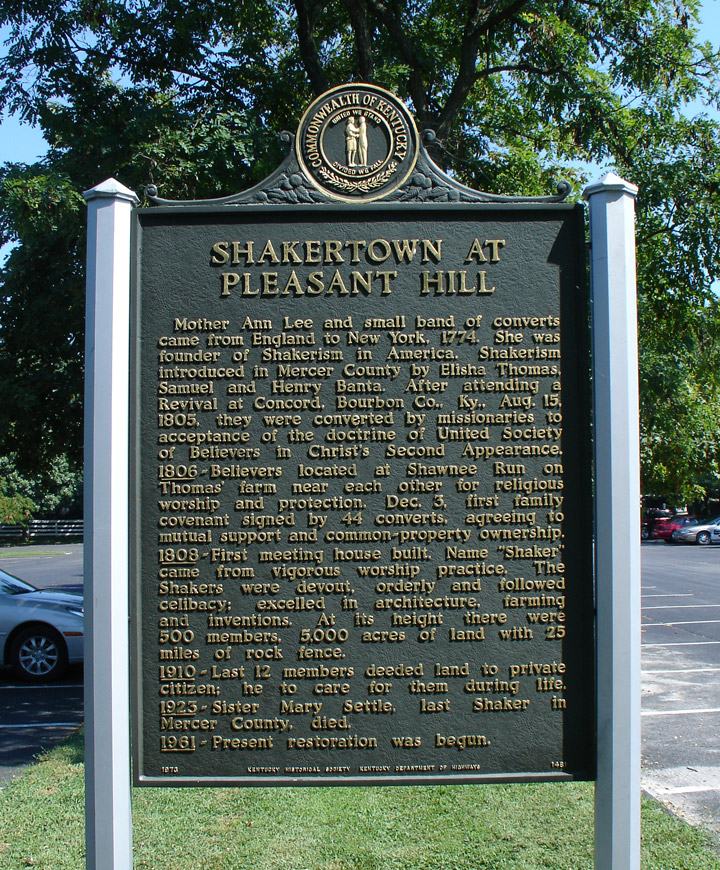 COMMONWEALTH OF KENTUCKY
UNITED WE STAND
DIVIDED WE FALL
SHAKERTOWN AT
PLEASANT HILL
Mother Ann Lee and small band of converts
came from England to New York, 1774. She was
founder of Shakerism in America. Shakerism
introduced in Mercer County by Elisha Thomas,
Samuel and Henry Banta. After attending a
Revival at Concord, Bourbon Co., Ky., Aug. 15,
1805, they were converted by missionaries to
acceptance of the doctrine of United Society
of Believers in Christ's Second Appearance.
1806-Believers located at Shawnee Run on
Thomas' farm near each other for religious
worship and protection. Dec. 3, first family
covenant signed by 44 converts, agreeing to
mutual support and common-property ownership.
1808-First meeting house built. Name "Shaker"
came from vigorous worship practice. The
Shakers were devout, orderly and followed
celibacy; excelled in architecture, farming
and inventions. At its height there were
500 members, 5,000 acres of land with 25
miles of rock fence.
1910-Last 12 members deeded land to private
citizen; he to care for them during life.
1923-Sister Mary Settle, last Shaker in
Mercer County, died.
1961-Present restoration was begun.
1973 KENTUCKY HISTORICAL SOCIETY KENTUCKY DEPARTMENT OF HIGHWAYS 1481